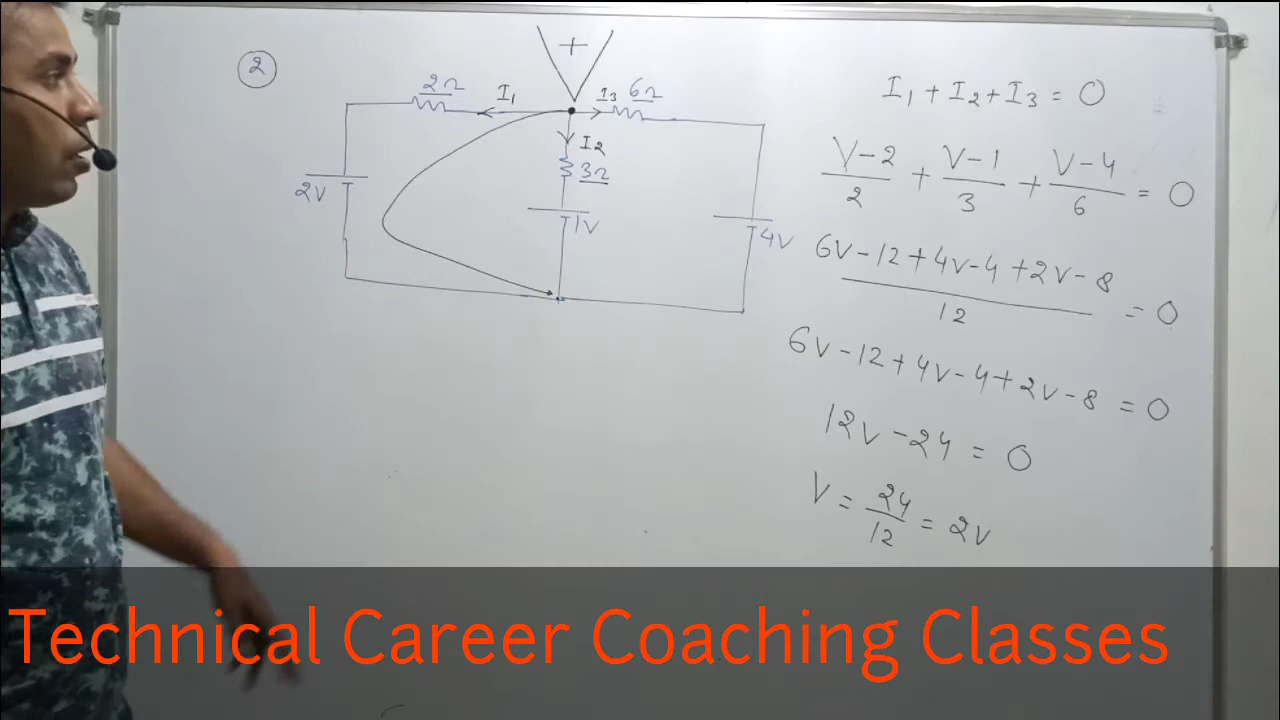 2
+
2Ω I₁ I₃ 6Ω
I₂
3Ω
2V
1V
4V
I₁ + I₂ + I₃ = 0
V-2/2 + V-1/3 + V-4/6 = 0
6V-12+4V-4+2V-8/12 = 0
6V-12+4V-4+2V-8 = 0
12V-24 = 0
V = 24/12 = 2V
Technical Career Coaching Classes